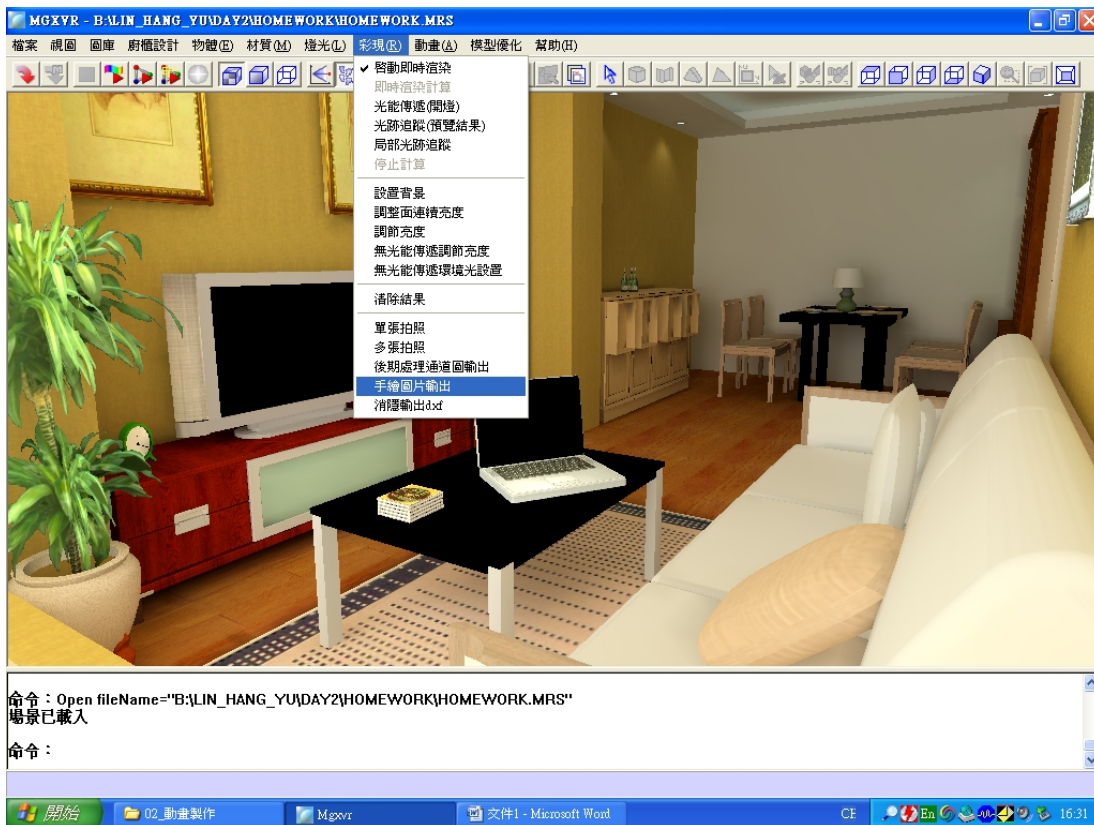 MGXVR - B:\LIN_HANG_YU\DAY2\HOMEWORK\HOMEWORK.MRS
檔案 視圖 圖庫 廚櫃設計 物體(E) 材質(M) 燈光(L) 彩現(R) 動畫(A) 模型優化 幫助(H)
啓動即時渲染
即時渲染計算
光能傳遞(開燈)
光跡追蹤(預覽結果)
局部光跡追蹤
停止計算
設置背景
調整面連續亮度
調節亮度
無光能傳遞調節亮度
無光能傳遞環境光設置
清除結果
單張拍照
多張拍照
後期處理通道圖輸出
手繪圖片輸出
消隱輸出dxf
命令：Open fileName="B:\LIN_HANG_YU\DAY2\HOMEWORK\HOMEWORK.MRS"
場景已載入
命令：
開始 02_動畫製作 Mgxvr 文件1 - Microsoft Word CE En 16:31